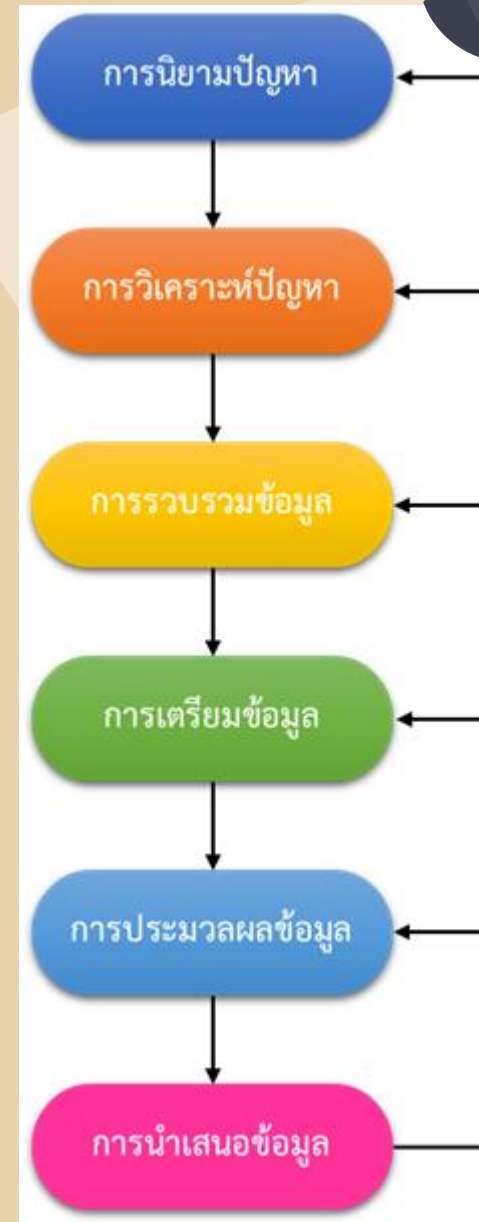 การนิยามปัญหา
การวิเคราะห์ปัญหา
การรวบรวมข้อมูล
การเตรียมข้อมูล
การประมวลผลข้อมูล
การนำเสนอข้อมูล